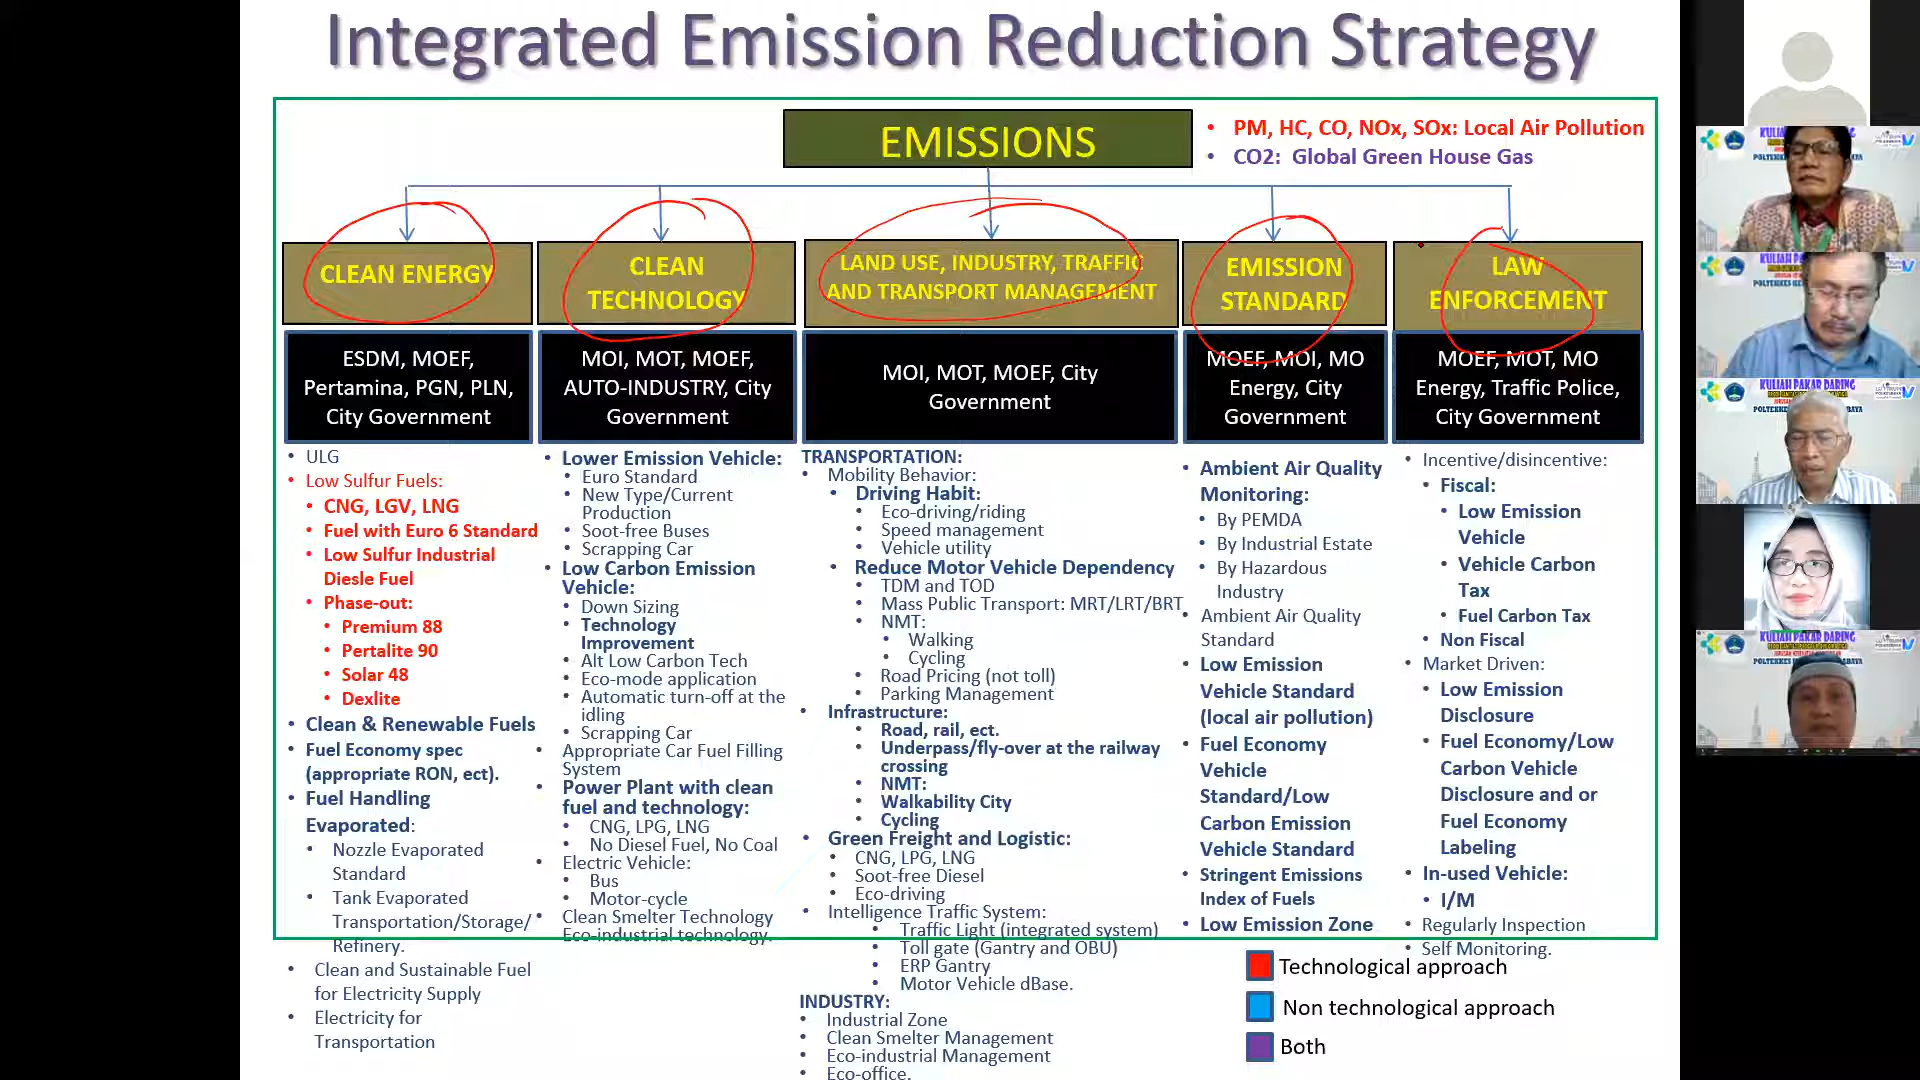 Integrated Emission Reduction Strategy
EMISSIONS
• PM, HC, CO, NOx, SOx: Local Air Pollution
• CO2: Global Green House Gas
CLEAN ENERGY
ESDM, MOEF,
Pertamina, PGN, PLN,
City Government
• ULG
• Low Sulfur Fuels:
• CNG, LGV, LNG
• Fuel with Euro 6 Standard
• Low Sulfur Industrial
Diesle Fuel
• Phase-out:
• Premium 88
• Pertalite 90
• Solar 48
• Dexlite
• Clean & Renewable Fuels
• Fuel Economy spec
(appropriate RON, ect).
• Fuel Handling
Evaporated:
• Nozzle Evaporated
Standard
• Tank Evaporated
Transportation/Storage/
Refinery.
• Clean and Sustainable Fuel
for Electricity Supply
• Electricity for
Transportation
CLEAN
TECHNOLOGY
MOI, MOT, MOEF,
AUTO-INDUSTRY, City
Government
• Lower Emission Vehicle:
• Euro Standard
• New Type/Current
Production
• Soot-free Buses
• Scrapping Car
• Low Carbon Emission
Vehicle:
• Down Sizing
• Technology
Improvement
• Alt Low Carbon Tech
• Eco-mode application
• Automatic turn-off at the
idling
• Scrapping Car
• Appropriate Car Fuel Filling
System
• Power Plant with clean
fuel and technology:
• CNG, LPG, LNG
• No Diesel Fuel, No Coal
• Electric Vehicle:
• Bus
• Motor-cycle
• Clean Smelter Technology
Eco-industrial technology.
LAND USE, INDUSTRY, TRAFFIC
AND TRANSPORT MANAGEMENT
MOI, MOT, MOEF, City
Government
TRANSPORTATION:
• Mobility Behavior:
• Driving Habit:
• Eco-driving/riding
• Speed management
• Vehicle utility
• Reduce Motor Vehicle Dependency
• TDM and TOD
• Mass Public Transport: MRT/LRT/BRT
• NMT:
• Walking
• Cycling
• Road Pricing (not toll)
• Parking Management
• Infrastructure:
• Road, rail, ect.
• Underpass/fly-over at the railway
crossing
• NMT:
• Walkability City
• Cycling
• Green Freight and Logistic:
• CNG, LPG, LNG
• Soot-free Diesel
• Eco-driving
• Intelligence Traffic System:
• Traffic Light (integrated system)
• Toll gate (Gantry and OBU)
• ERP Gantry
• Motor Vehicle dBase.
INDUSTRY:
• Industrial Zone
• Clean Smelter Management
• Eco-industrial Management
• Eco-office.
EMISSION
STANDARD
MOEF, MOI, MO
Energy, City
Government
• Ambient Air Quality
Monitoring:
• By PEMDA
• By Industrial Estate
• By Hazardous
Industry
• Ambient Air Quality
Standard
• Low Emission
Vehicle Standard
(local air pollution)
• Fuel Economy
Vehicle
Standard/Low
Carbon Emission
Vehicle Standard
• Stringent Emissions
Index of Fuels
• Low Emission Zone
LAW
ENFORCEMENT
MOEF, MOT, MO
Energy, Traffic Police,
City Government
• Incentive/disincentive:
• Fiscal:
• Low Emission
Vehicle
• Vehicle Carbon
Tax
• Fuel Carbon Tax
• Non Fiscal
• Market Driven:
• Low Emission
Disclosure
• Fuel Economy/Low
Carbon Vehicle
Disclosure and or
Fuel Economy
Labeling
• In-used Vehicle:
• I/M
• Regularly Inspection
• Self Monitoring.
Technological approach
Non technological approach
Both
KULIAH PAKAR DARING
KULIAH PAKAR DARING
KULIAH PAKAR DARING